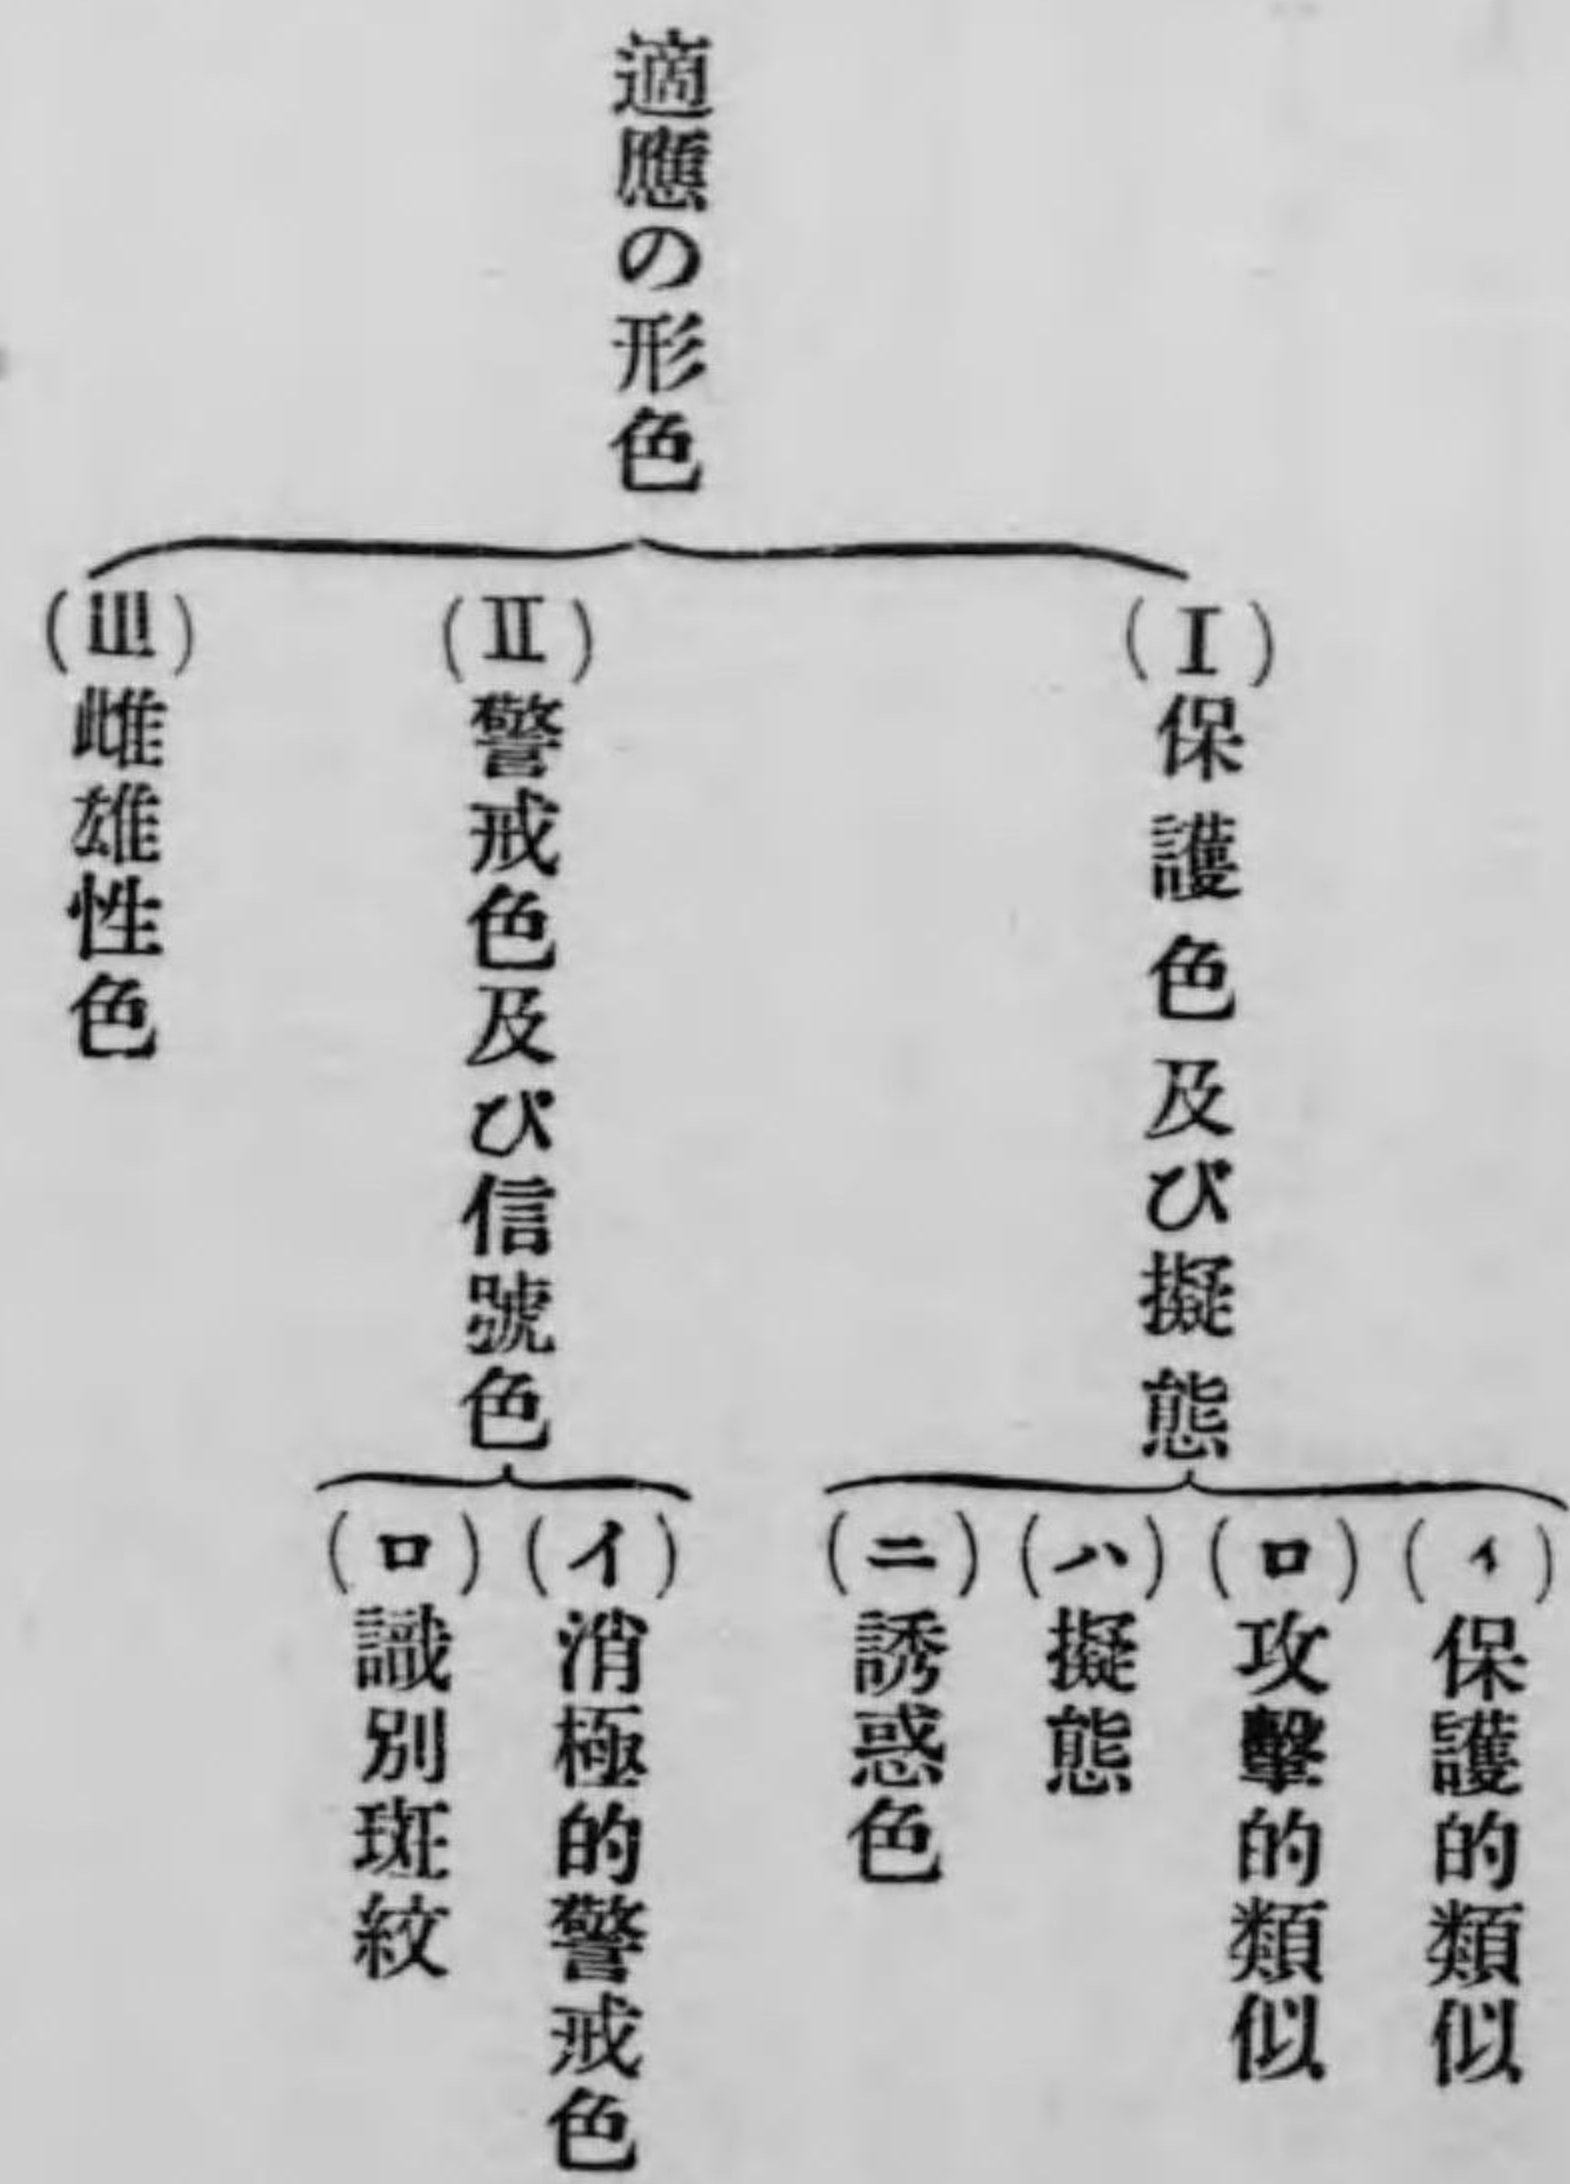 適應の形色
(Ⅰ)保護色及び擬態
(イ)保護的類似
(ロ)攻擊的類似
(ハ)擬態
(ニ)誘惑色
(Ⅱ)警戒色及び信號色
(イ)消極的警戒色
(ロ)識別斑紋
(Ⅲ)雌雄性色